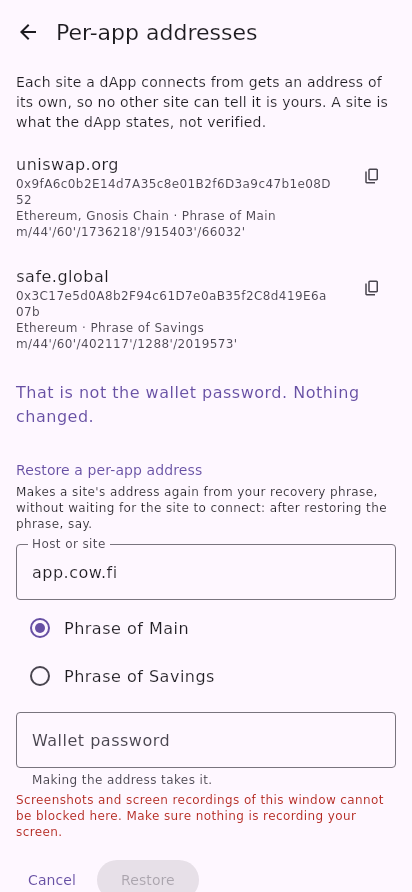 Per-app addresses
Each site a dApp connects from gets an address of
its own, so no other site can tell it is yours. A site is
what the dApp states, not verified.
uniswap.org
0x9fA6c0b2E14d7A35c8e01B2f6D3a9c47b1e08D
52
Ethereum, Gnosis Chain · Phrase of Main
m/44'/60'/1736218'/915403'/66032'
safe.global
0x3C17e5d0A8b2F94c61D7e0aB35f2C8d419E6a
07b
Ethereum · Phrase of Savings
m/44'/60'/402117'/1288'/2019573'
That is not the wallet password. Nothing
changed.
Restore a per-app address
Makes a site's address again from your recovery phrase,
without waiting for the site to connect: after restoring the
phrase, say.
Host or site
app.cow.fi
Phrase of Main
Phrase of Savings
Wallet password
Making the address takes it.
Screenshots and screen recordings of this window cannot
be blocked here. Make sure nothing is recording your
screen.
Cancel
Restore